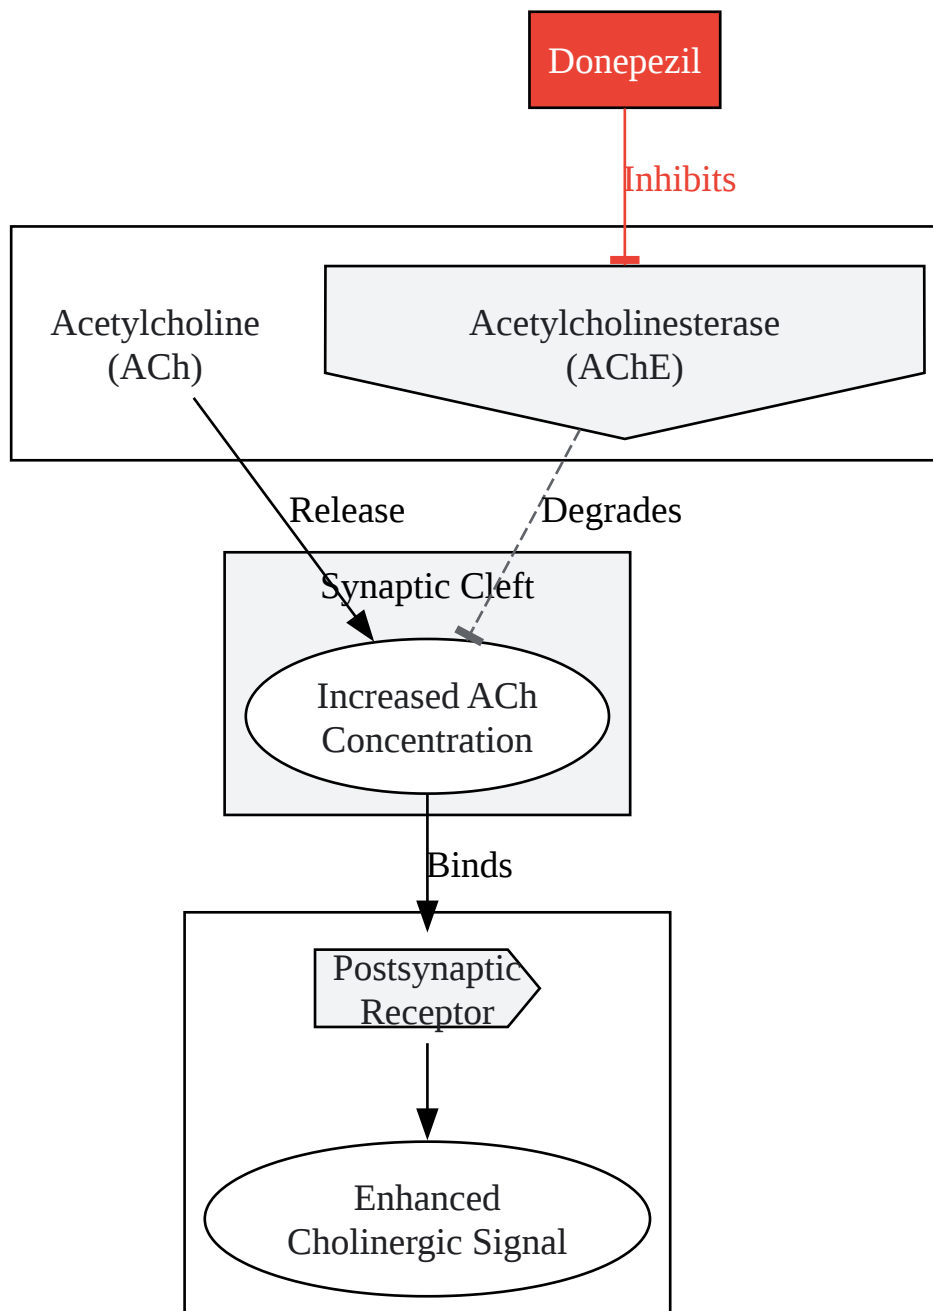 Donepezil
Inhibits
Acetylcholine
(ACh)
Acetylcholinesterase
(AChE)
Release
Degrades
Synaptic Cleft
Increased ACh
Concentration
Binds
Postsynaptic
Receptor
Enhanced
Cholinergic Signal